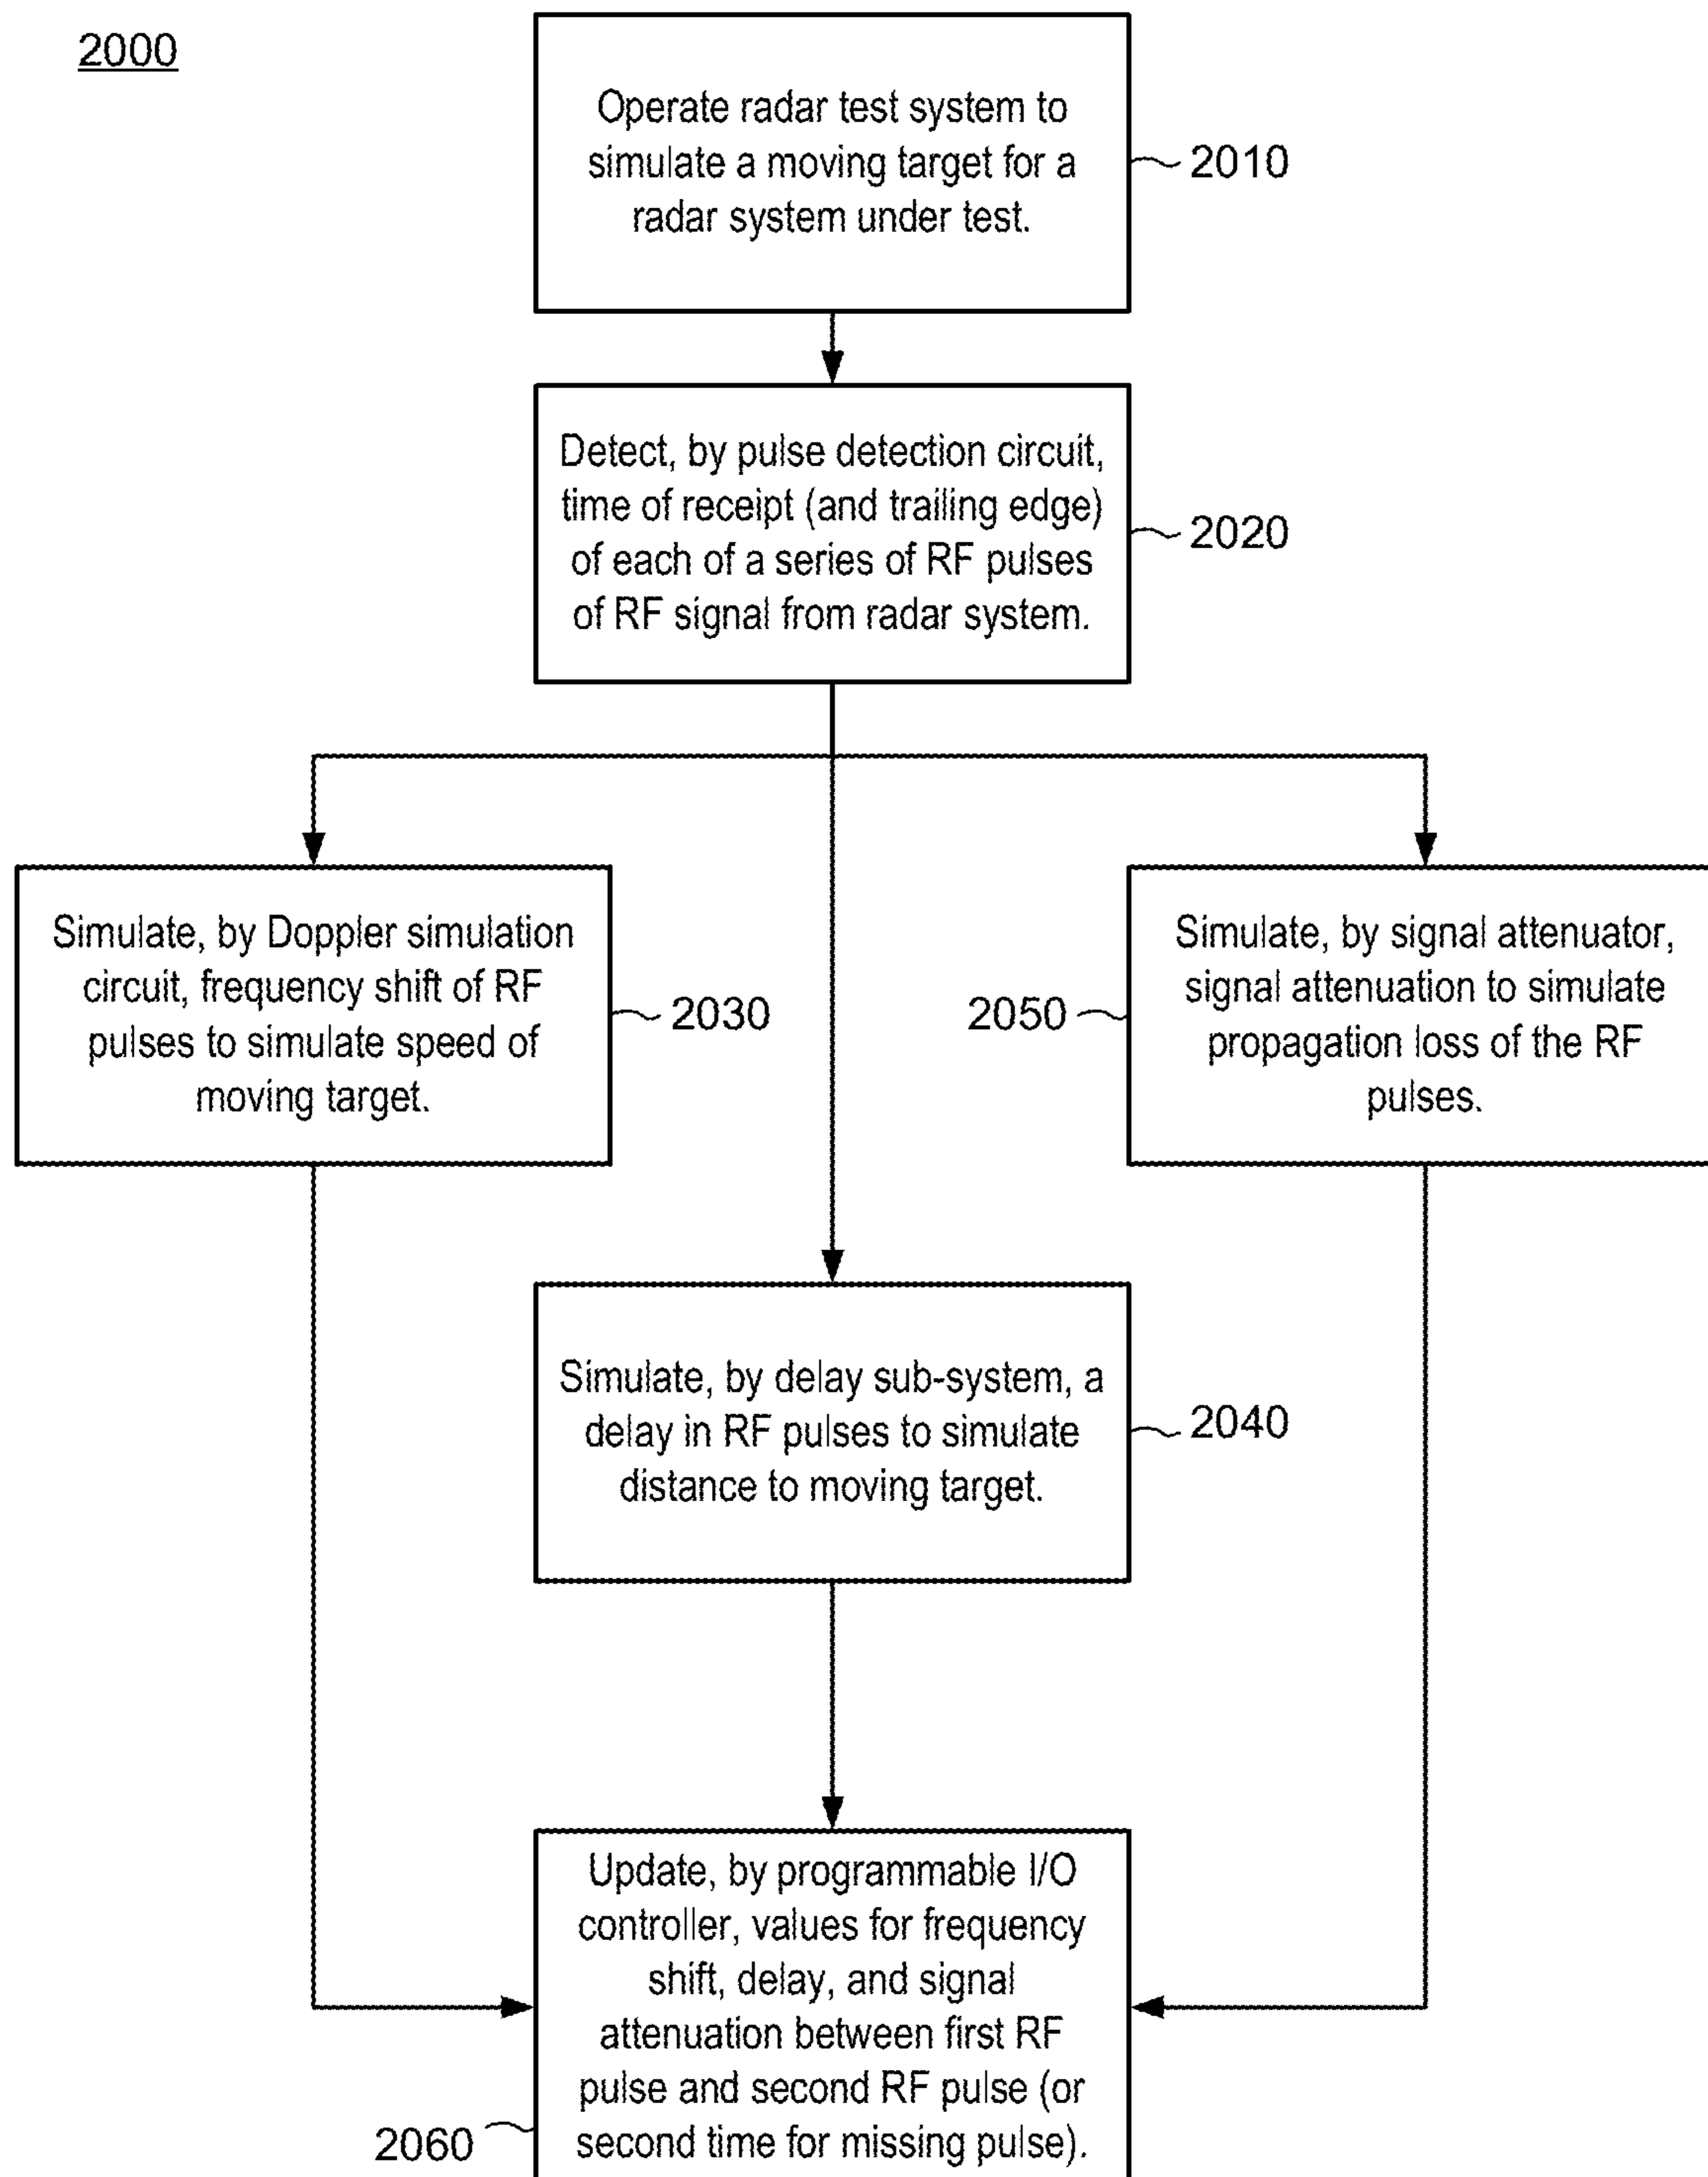 2000
Operate radar test system to
simulate a moving target for a
radar system under test.
2010
Detect, by pulse detection circuit,
time of receipt (and trailing edge)
of each of a series of RF pulses
of RF signal from radar system.
2020
Simulate, by Doppler simulation
circuit, frequency shift of RF
pulses to simulate speed of
moving target.
2030
2050
Simulate, by signal attenuator,
signal attenuation to simulate
propagation loss of the RF
pulses.
Simulate, by delay sub-system, a
delay in RF pulses to simulate
distance to moving target.
2040
Update, by programmable I/O
controller, values for frequency
shift, delay, and signal
attenuation between first RF
pulse and second RF pulse (or
second time for missing pulse).
2060